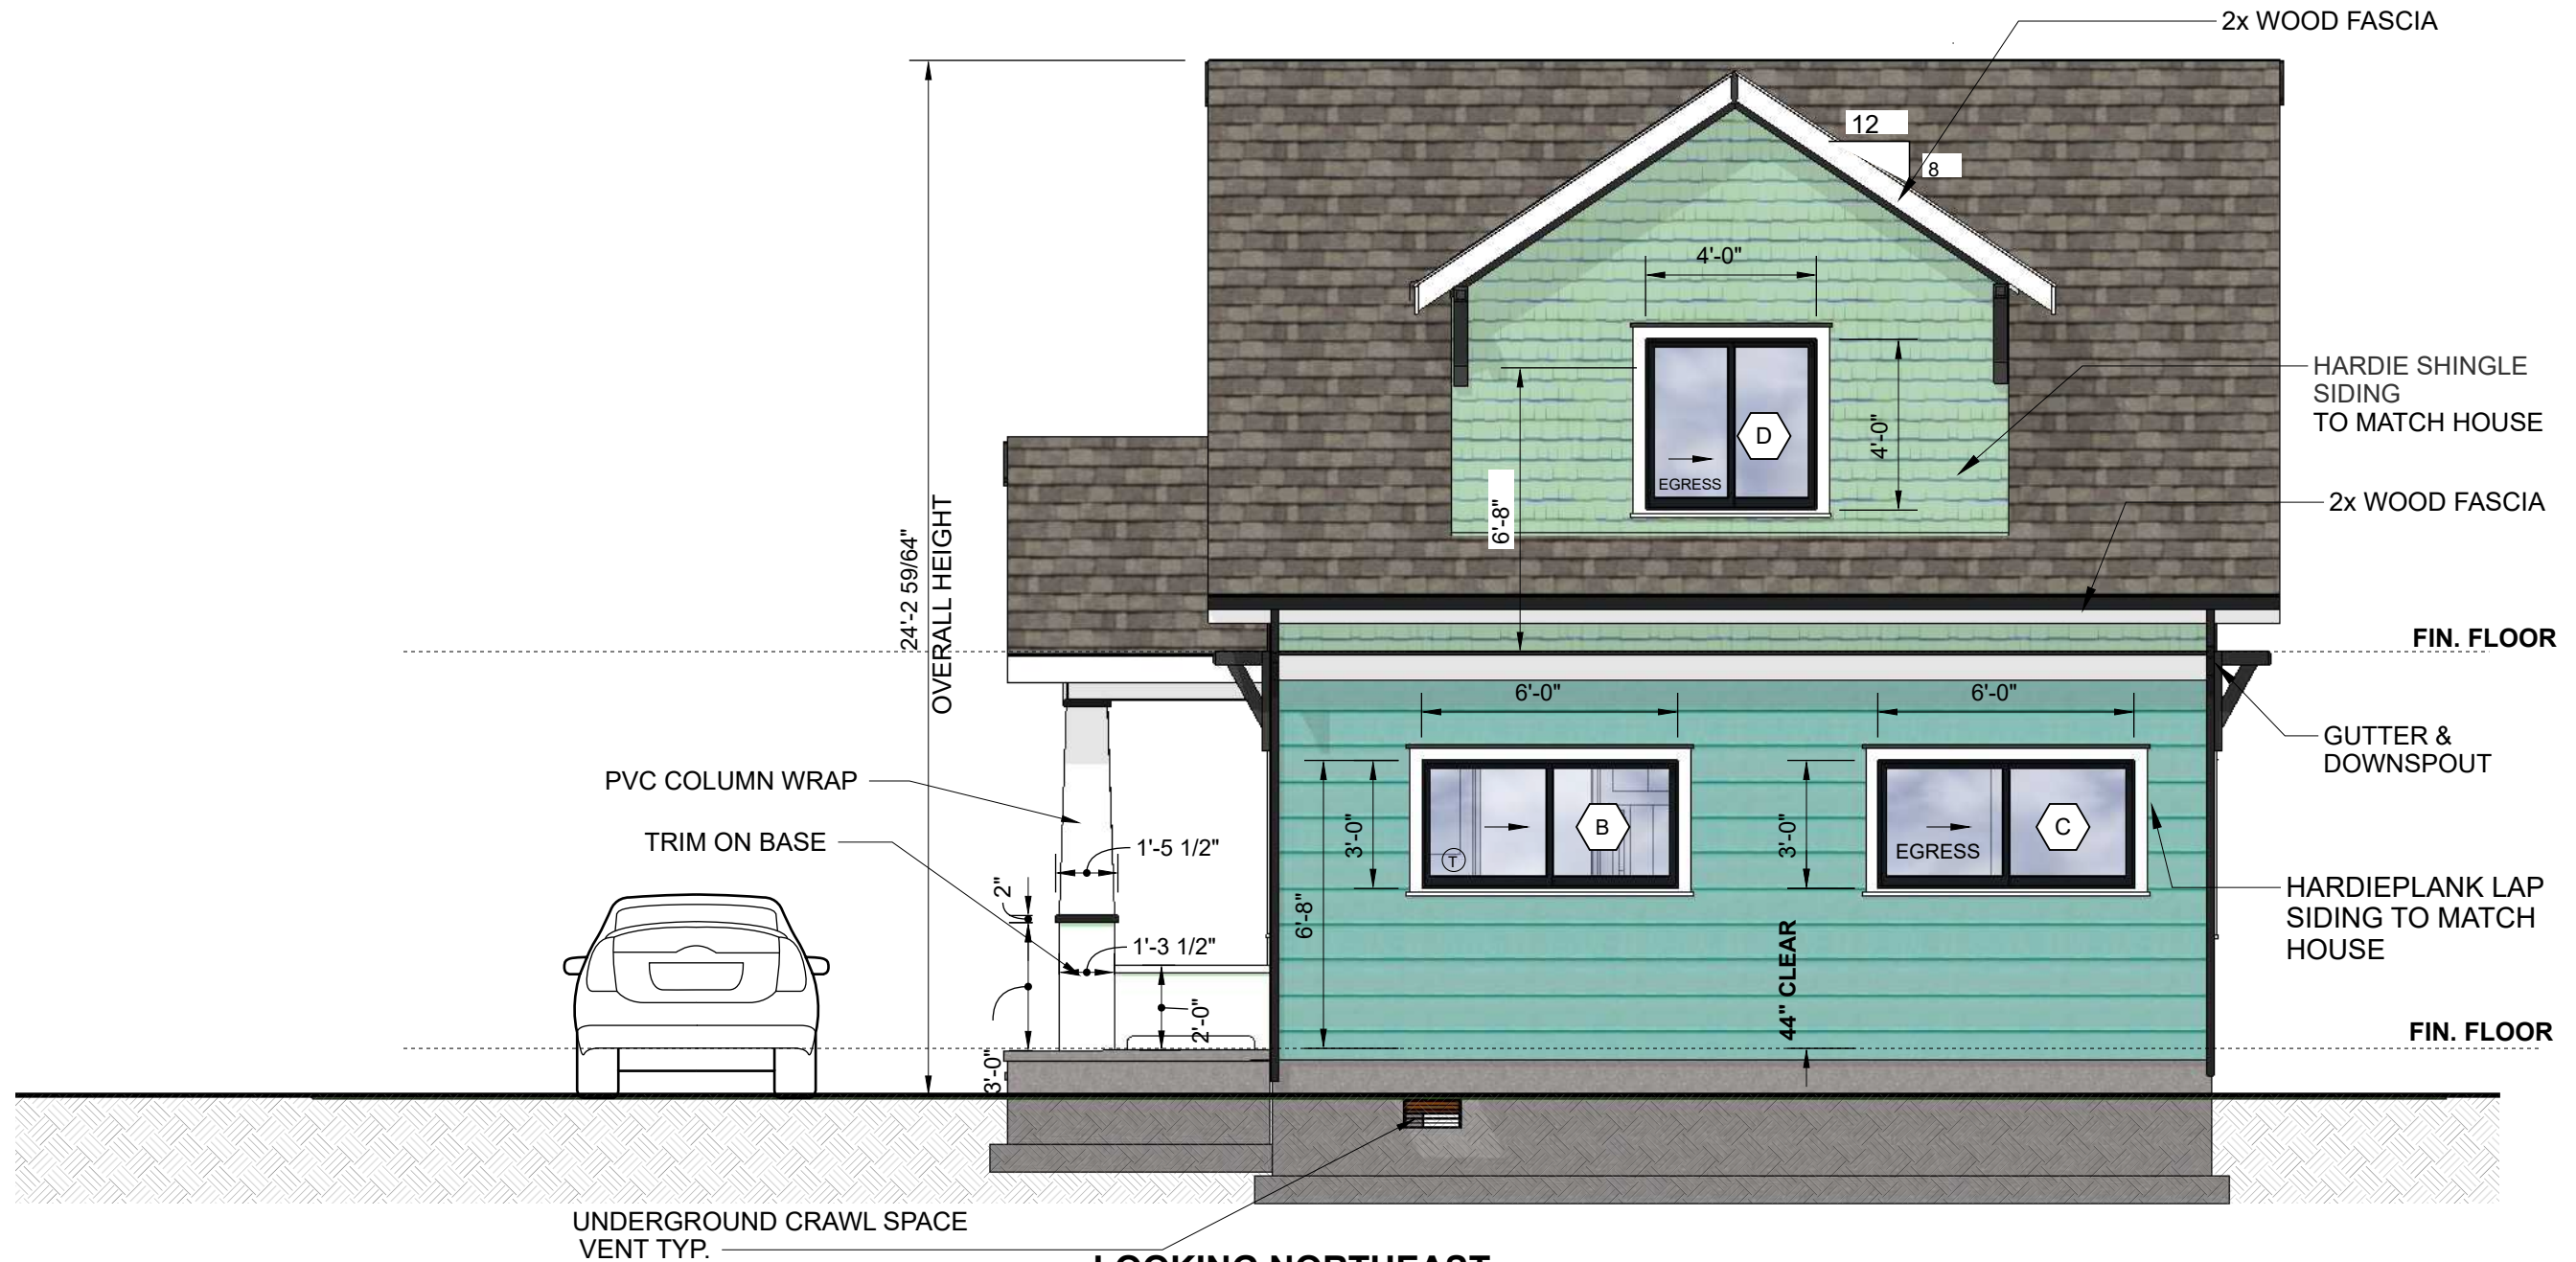 2x WOOD FASCIA
12
8
4'-0"
HARDIE SHINGLE
SIDING
TO MATCH HOUSE
D
4'-0"
EGRESS
6'-8"
2x WOOD FASCIA
24'-2 59/64"
OVERALL HEIGHT
FIN. FLOOR
6'-0"
6'-0"
GUTTER &
DOWNSPOUT
PVC COLUMN WRAP
TRIM ON BASE
1'-5 1/2"
3'-0"
B
T
3'-0"
EGRESS
C
2"
6'-8"
HARDIEPLANK LAP
SIDING TO MATCH
HOUSE
1'-3 1/2"
44" CLEAR
2'-0"
FIN. FLOOR
3'-0"
UNDERGROUND CRAWL SPACE
VENT TYP.
LOOKING NORTHEAST